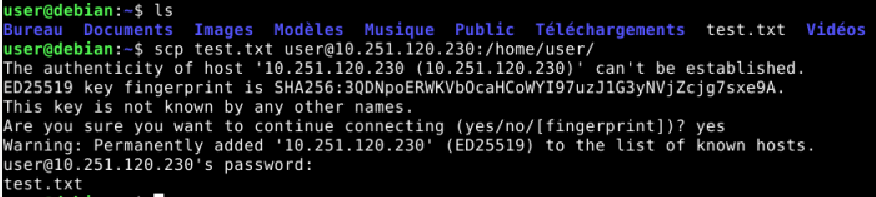 user@debian:~$ ls
Bureau Documents Images Modèles Musique Public Téléchargements test.txt Vidéos
user@debian:~$ scp test.txt user@10.251.120.230:/home/user/
The authenticity of host '10.251.120.230 (10.251.120.230)' can't be established.
ED25519 key fingerprint is SHA256:3QDNpoERWKVbOcaHCoWYI97uzJ1G3yNVjZcjg7sxe9A.
This key is not known by any other names.
Are you sure you want to continue connecting (yes/no/[fingerprint])? yes
Warning: Permanently added '10.251.120.230' (ED25519) to the list of known hosts.
user@10.251.120.230's password:
test.txt